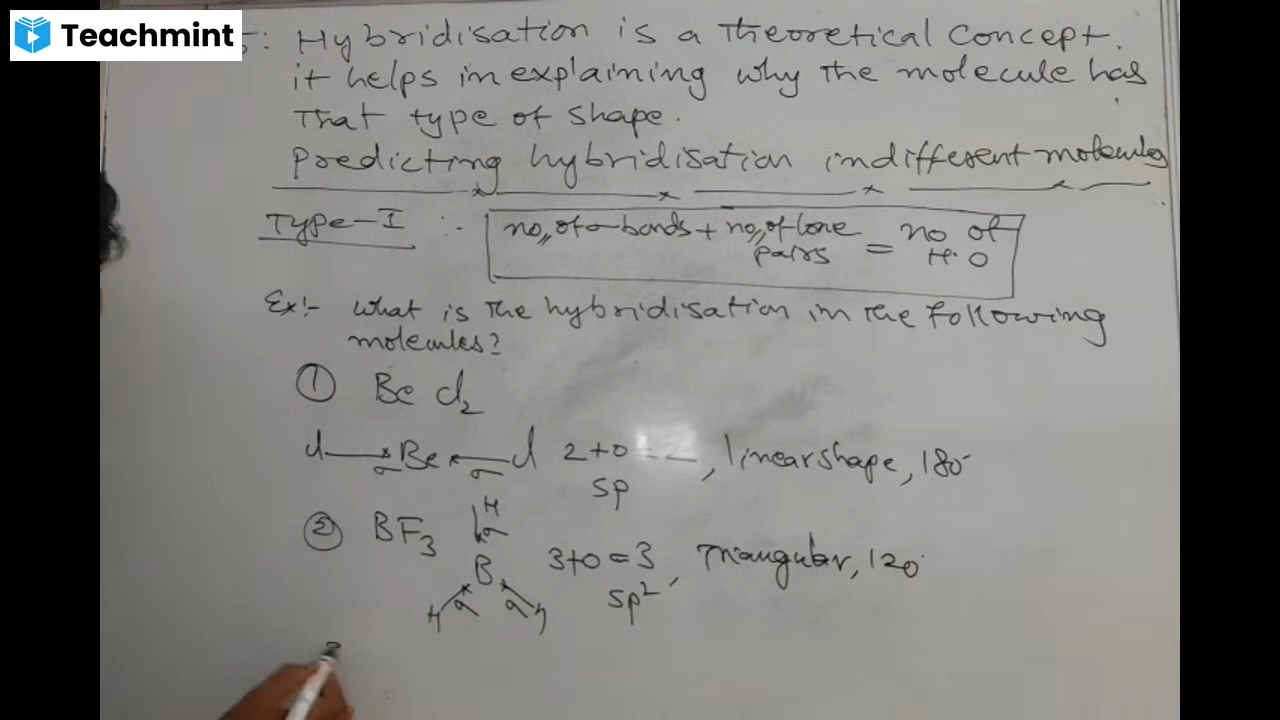 Teachmint
5: Hybridisation is a Theoretical concept.
it helps in explaining why The molecule has
That type of shape.
Predicting hybridisation in different molecules
Type-I :- no,, of σ-bonds + no,, of lone pairs = no of H.O
Ex:- what is The hybridisation in The following
molecules?
① Be Cl2
Cl Be Cl 2+0=2, linear shape, 180°
σ σ sp
② BF3 H
σ
B 3+0=3, Triangular, 120°
σ σ sp²